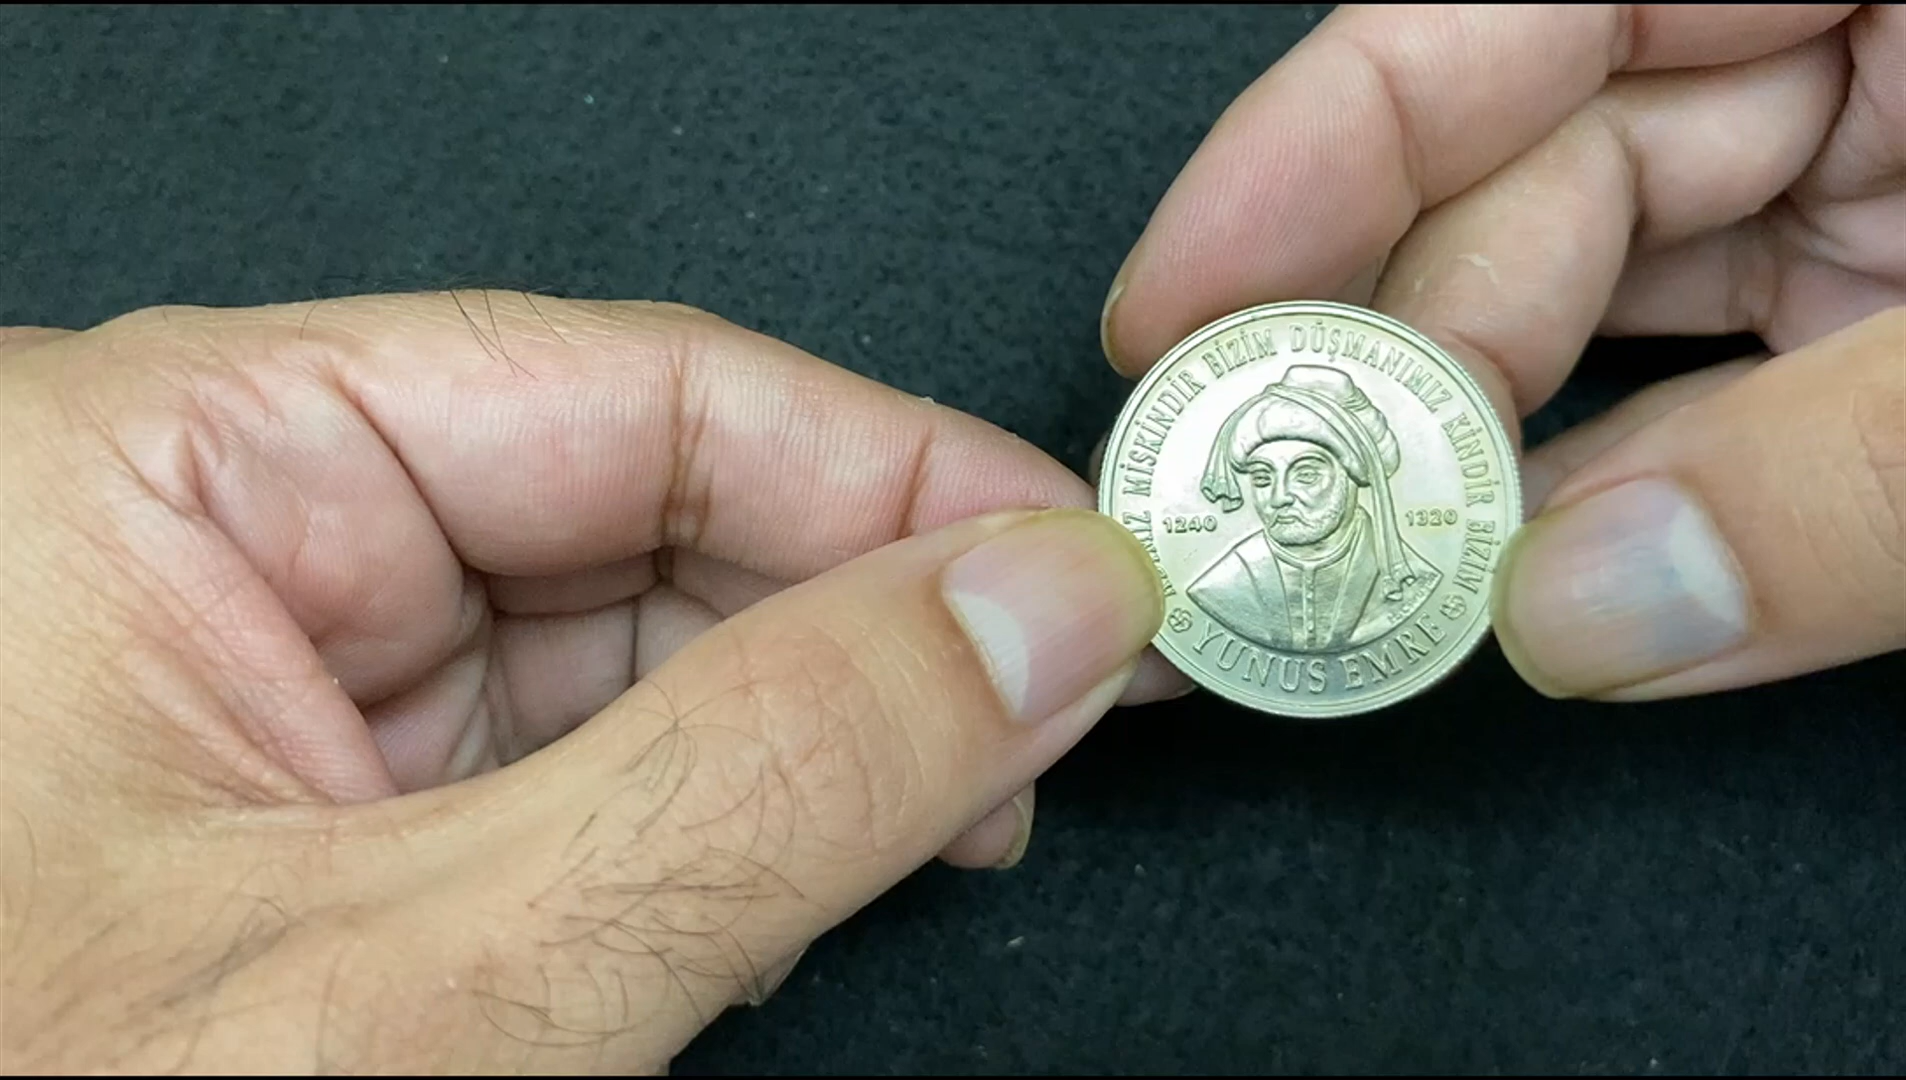 MİSKİNDİR BİZİM DÜŞMANIMIZ KİNDİR BİZİM
1240
1320
YUNUS EMRE